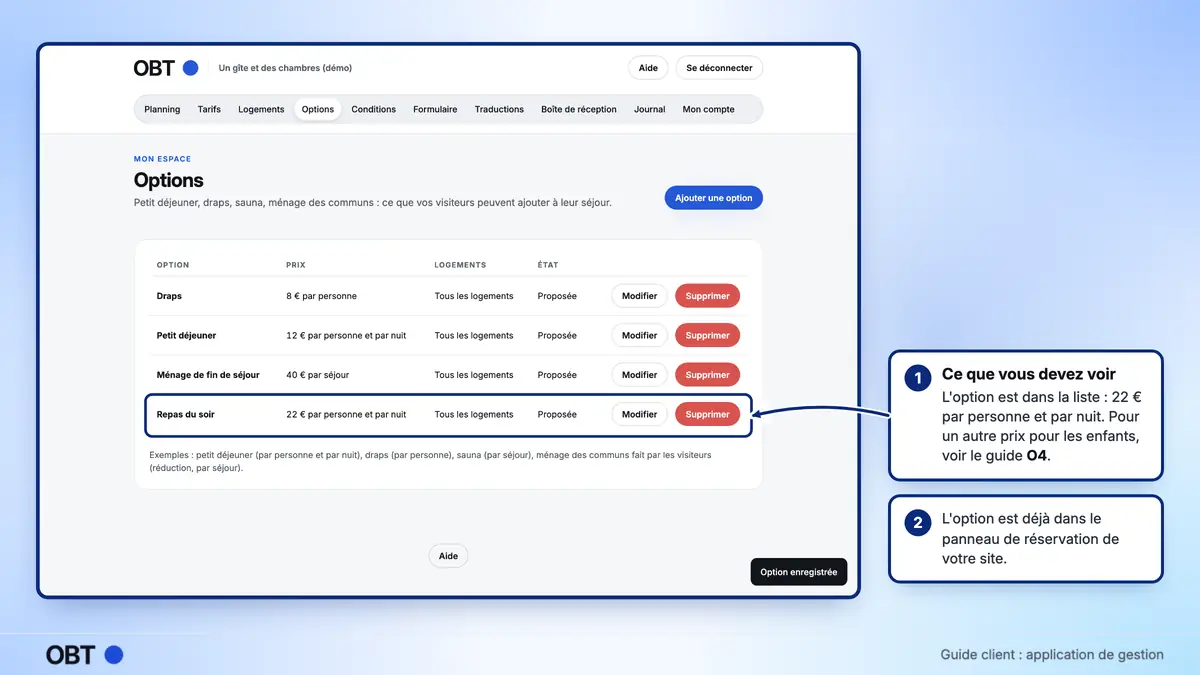 OBT
Un gîte et des chambres (démo)
Aide
Se déconnecter
Planning
Tarifs
Logements
Options
Conditions
Formulaire
Traductions
Boîte de réception
Journal
Mon compte
MON ESPACE
Options
Petit déjeuner, draps, sauna, ménage des communs : ce que vos visiteurs peuvent ajouter à leur séjour.
Ajouter une option
OPTION PRIX LOGEMENTS ÉTAT
Draps 8 € par personne Tous les logements Proposée Modifier Supprimer
Petit déjeuner 12 € par personne et par nuit Tous les logements Proposée Modifier Supprimer
Ménage de fin de séjour 40 € par séjour Tous les logements Proposée Modifier Supprimer
Repas du soir 22 € par personne et par nuit Tous les logements Proposée Modifier Supprimer
Exemples : petit déjeuner (par personne et par nuit), draps (par personne), sauna (par séjour), ménage des communs fait par les visiteurs
(réduction, par séjour).
Aide
Option enregistrée
1 Ce que vous devez voir
L'option est dans la liste : 22 €
par personne et par nuit. Pour
un autre prix pour les enfants,
voir le guide O4.
2 L'option est déjà dans le
panneau de réservation de
votre site.
OBT
Guide client : application de gestion